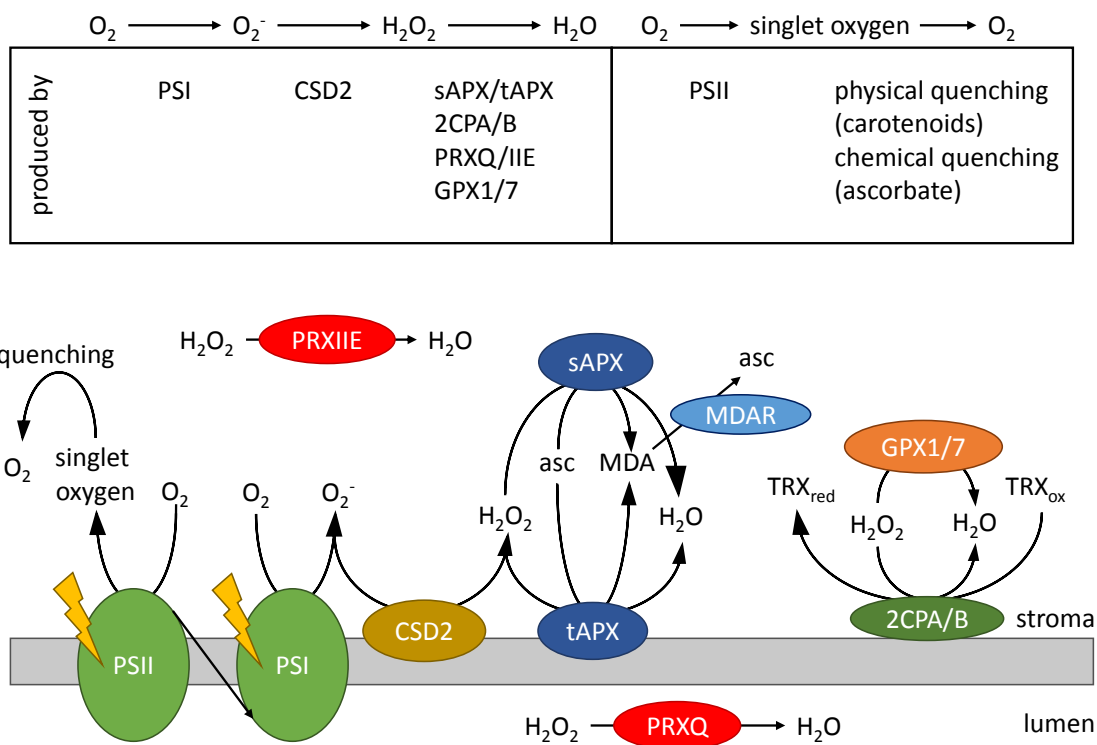 O₂ → O₂⁻ → H₂O₂ → H₂O
O₂ → singlet oxygen → O₂
produced by
PSI
CSD2
sAPX/tAPX
2CPA/B
PRXQ/IIE
GPX1/7
PSII
physical quenching
(carotenoids)
chemical quenching
(ascorbate)
quenching
O₂
singlet
oxygen
O₂
O₂
O₂⁻
H₂O₂
PRXIIE
H₂O
sAPX
asc
MDAR
asc
MDA
H₂O₂
H₂O
GPX1/7
TRXred
TRXox
H₂O₂
H₂O
PSII
PSI
CSD2
tAPX
2CPA/B
stroma
H₂O₂
PRXQ
H₂O
lumen